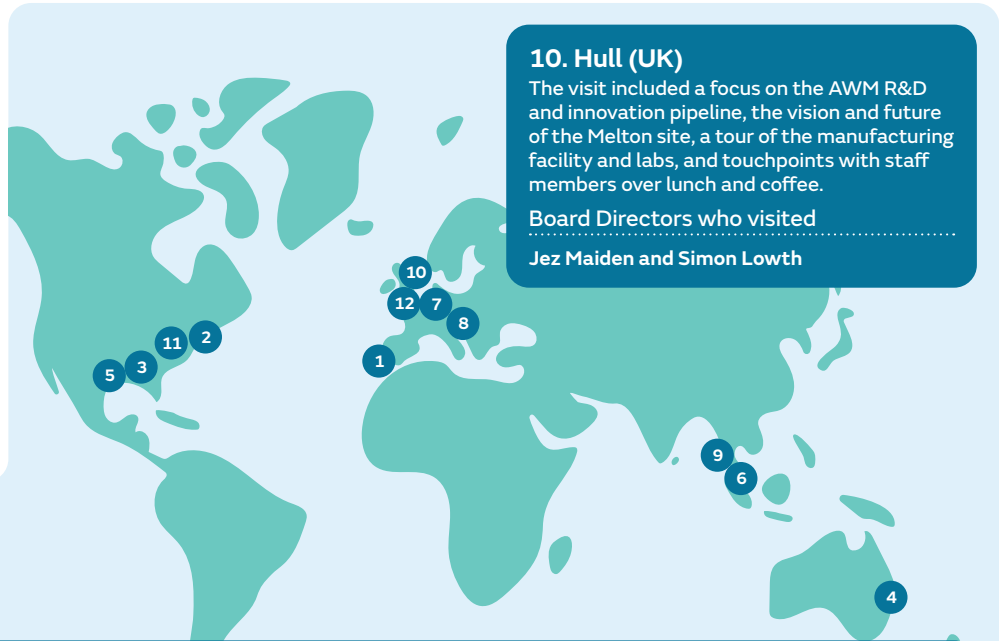 10. Hull (UK)
The visit included a focus on the AWM R&D
and innovation pipeline, the vision and future
of the Melton site, a tour of the manufacturing
facility and labs, and touchpoints with staff
members over lunch and coffee.
Board Directors who visited
Jez Maiden and Simon Lowth
10
12
7
8
11
2
3
5
1
9
6
4